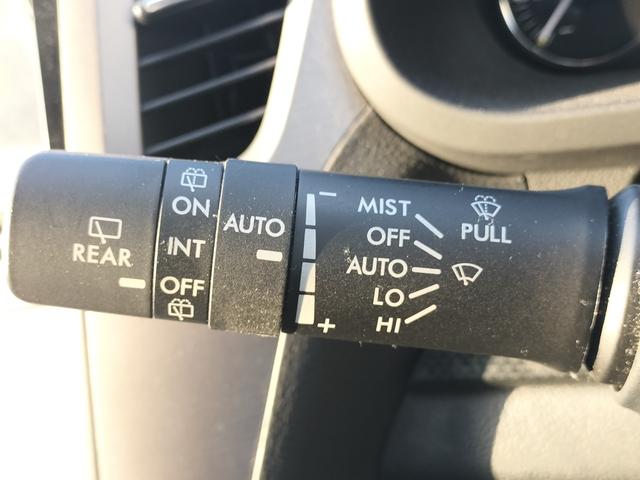 REAR
ON
INT
OFF
AUTO
−
+
MIST
OFF
AUTO
LO
HI
PULL